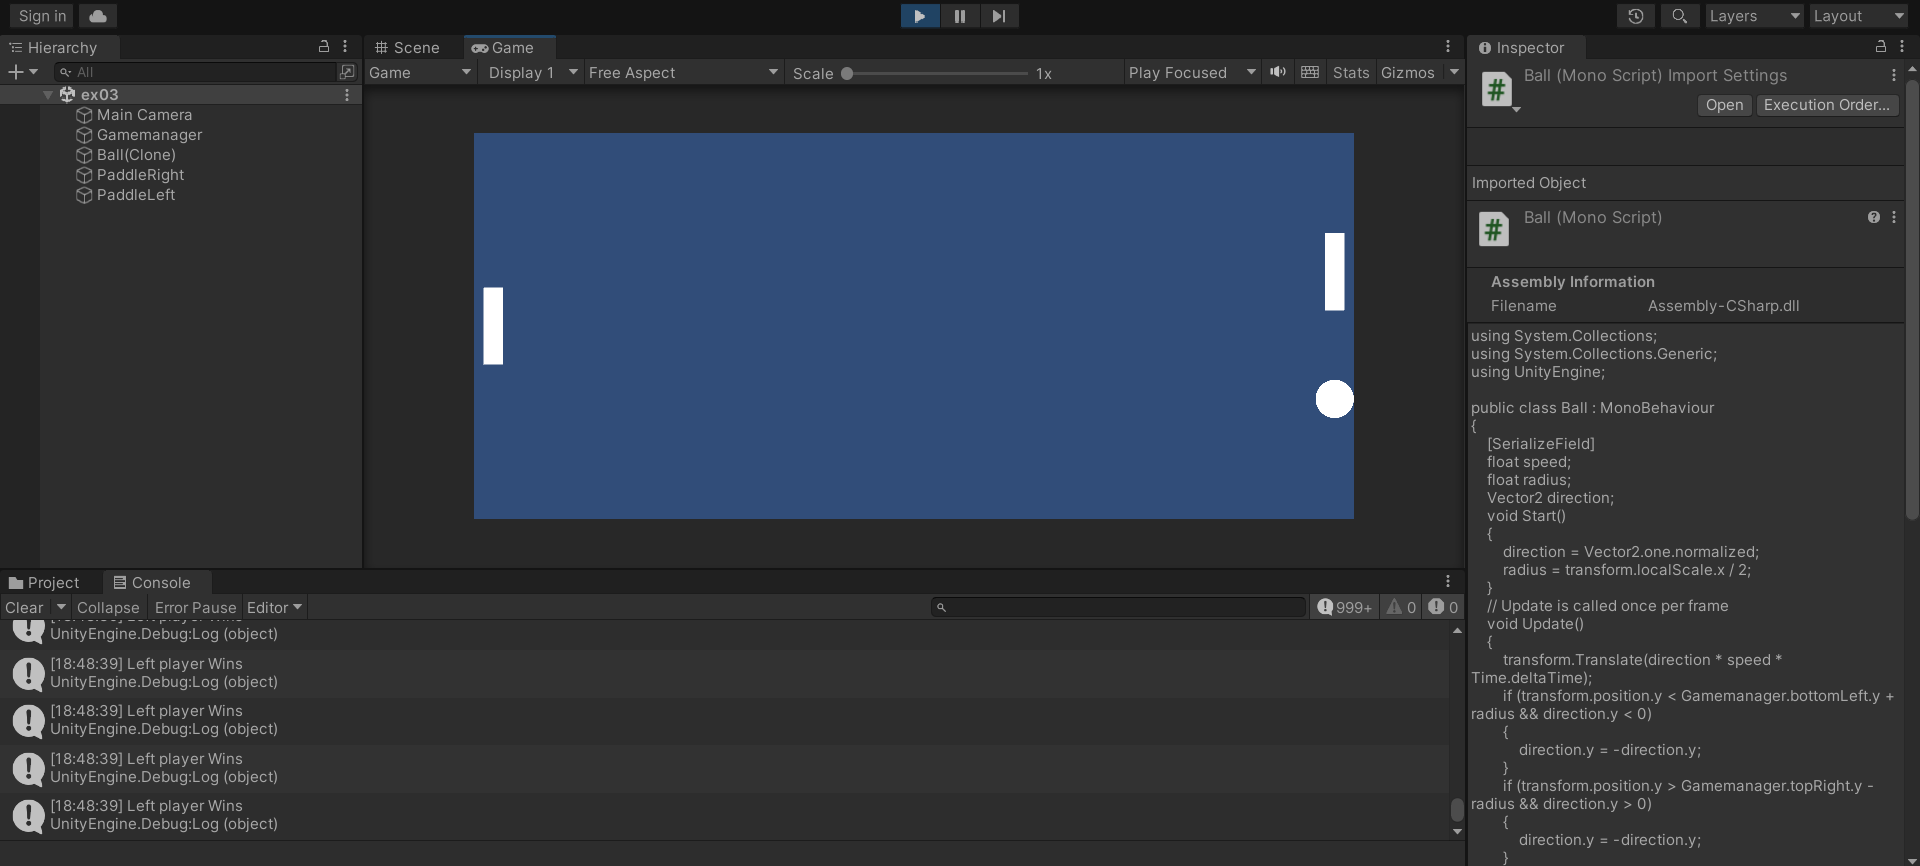 Sign in
Layers
Layout
Hierarchy
All
ex03
Main Camera
Gamemanager
Ball(Clone)
PaddleRight
PaddleLeft
Scene
Game
Game
Display 1
Free Aspect
Scale
1x
Play Focused
Stats
Gizmos
Inspector
Ball (Mono Script) Import Settings
Open
Execution Order...
Imported Object
Ball (Mono Script)
Assembly Information
Filename
Assembly-CSharp.dll
using System.Collections;
using System.Collections.Generic;
using UnityEngine;
public class Ball : MonoBehaviour
{
[SerializeField]
float speed;
float radius;
Vector2 direction;
void Start()
{
direction = Vector2.one.normalized;
radius = transform.localScale.x / 2;
}
// Update is called once per frame
void Update()
{
transform.Translate(direction * speed *
Time.deltaTime);
if (transform.position.y < Gamemanager.bottomLeft.y +
radius && direction.y < 0)
{
direction.y = -direction.y;
}
if (transform.position.y > Gamemanager.topRight.y -
radius && direction.y > 0)
{
direction.y = -direction.y;
}
Project
Console
Clear
Collapse
Error Pause
Editor
999+
0
0
UnityEngine.Debug:Log (object)
[18:48:39] Left player Wins
UnityEngine.Debug:Log (object)
[18:48:39] Left player Wins
UnityEngine.Debug:Log (object)
[18:48:39] Left player Wins
UnityEngine.Debug:Log (object)
[18:48:39] Left player Wins
UnityEngine.Debug:Log (object)